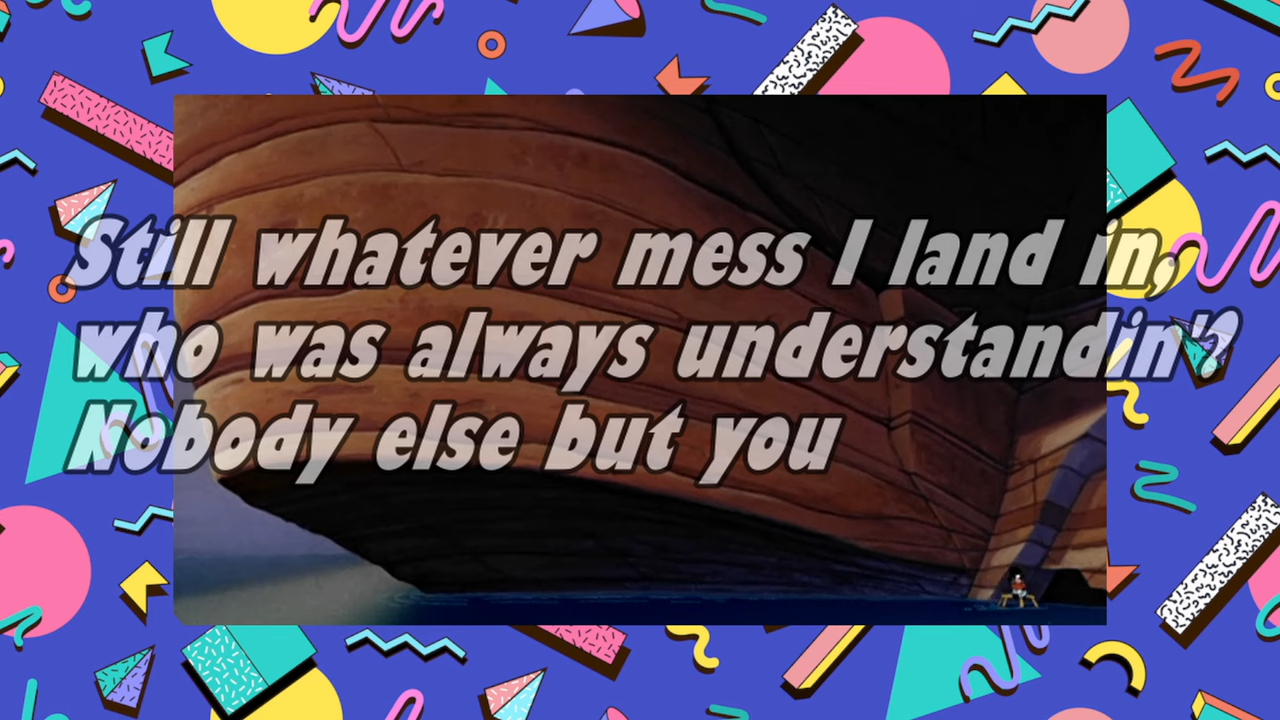 Still whatever mess I land in,
who was always understandin'?
Nobody else but you